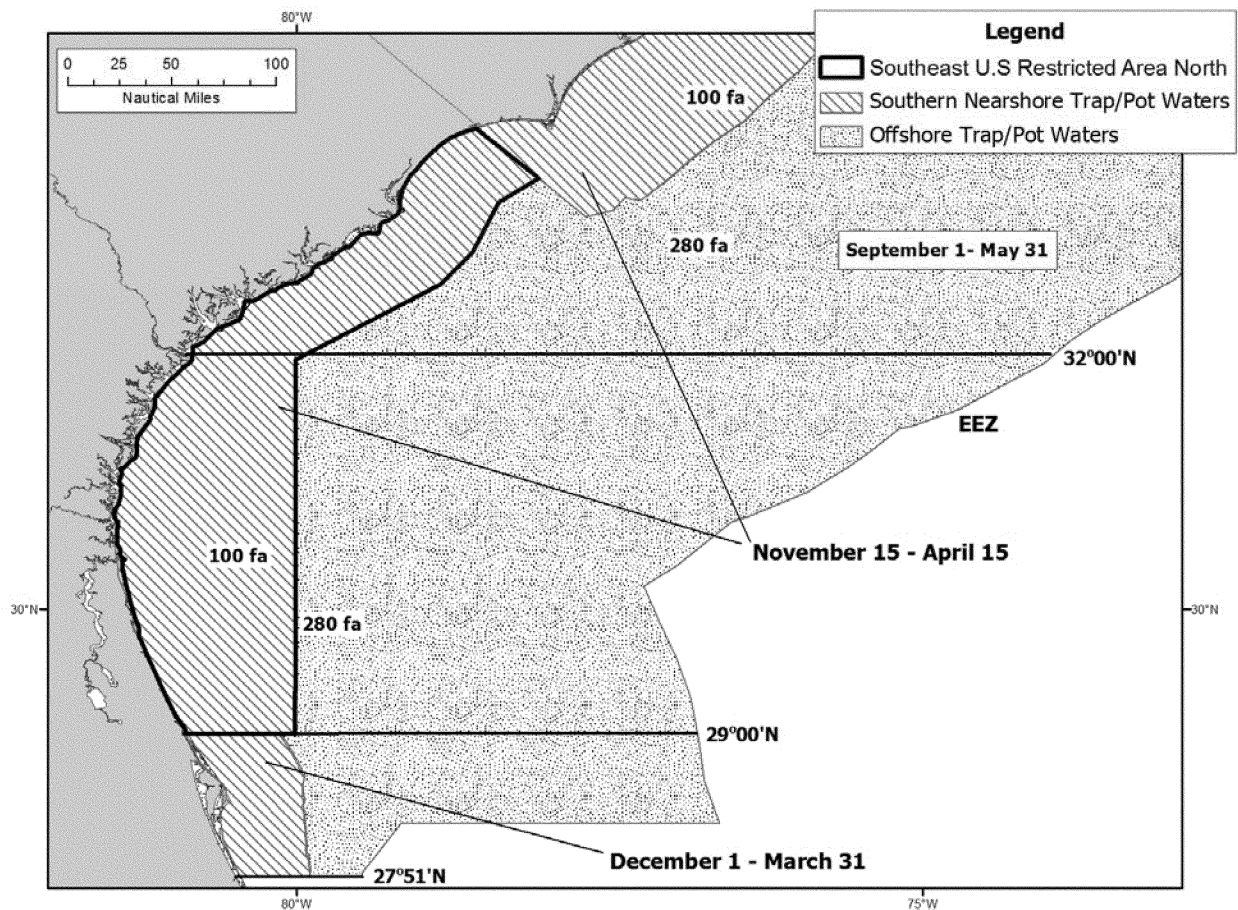 80°W
0 25 50 100
Nautical Miles
Legend
Southeast U.S Restricted Area North
Southern Nearshore Trap/Pot Waters
Offshore Trap/Pot Waters
100 fa
280 fa
September 1- May 31
32°00'N
EEZ
November 15 - April 15
100 fa
30°N
30°N
280 fa
29°00'N
December 1 - March 31
27°51'N
80°W
75°W